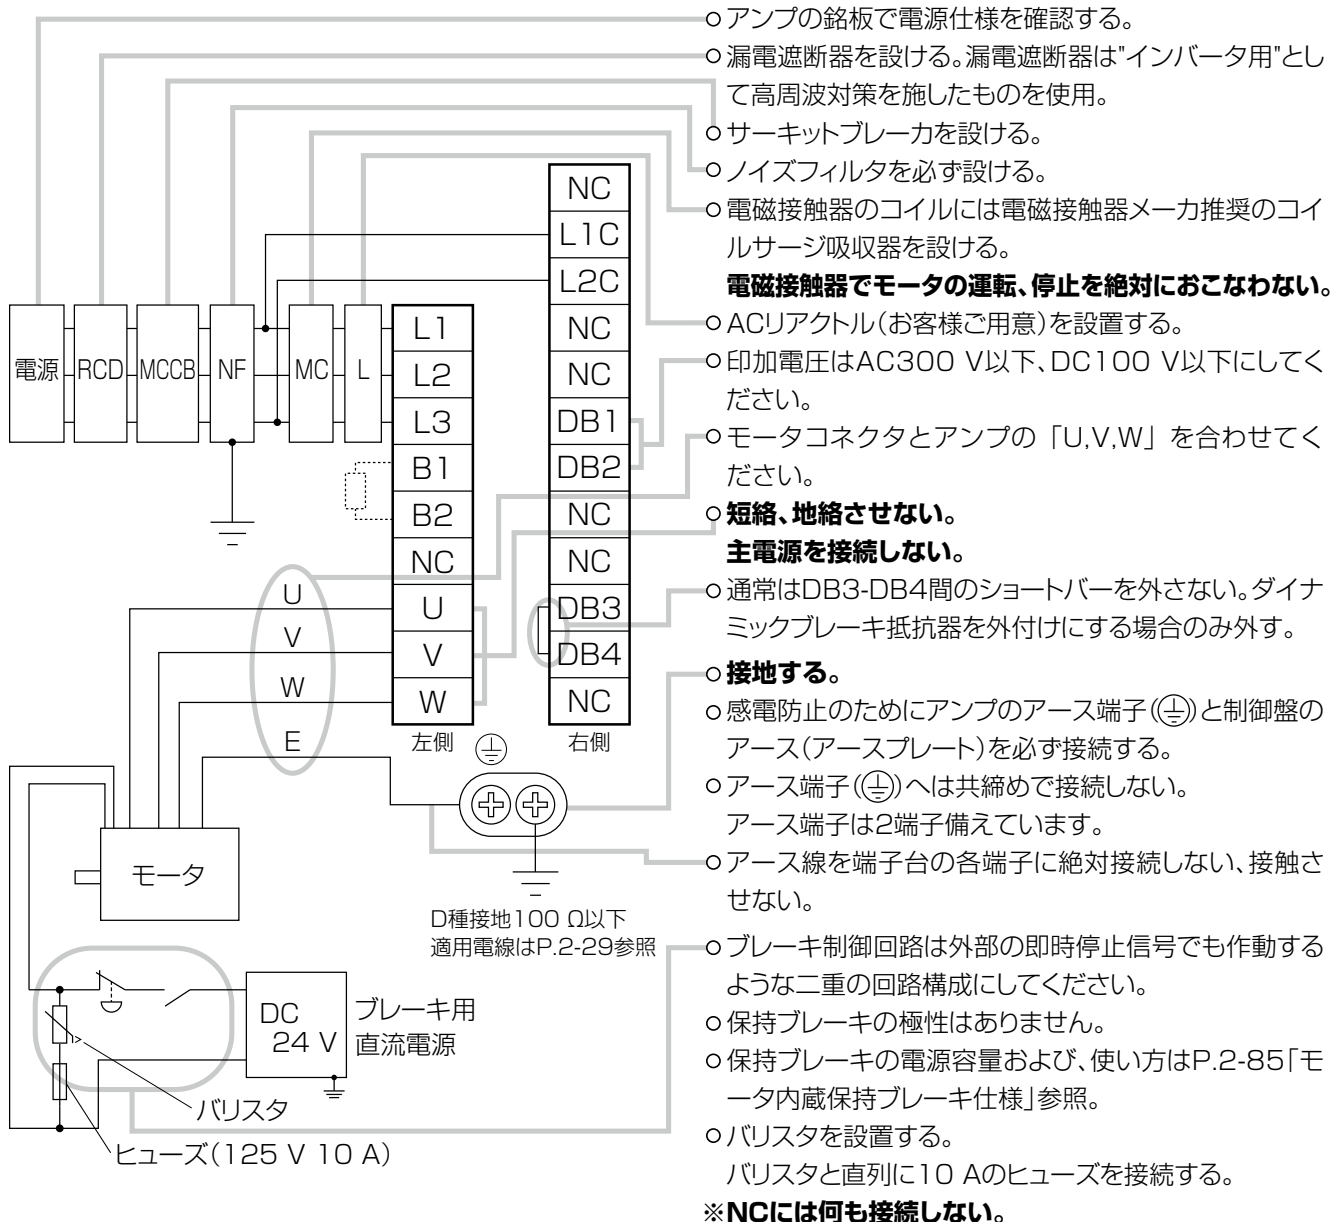 アンプの銘板で電源仕様を確認する。
漏電遮断器を設ける。漏電遮断器は"インバータ用"とし
て高周波対策を施したものを使用。
サーキットブレーカを設ける。
ノイズフィルタを必ず設ける。
電磁接触器のコイルには電磁接触器メーカ推奨のコイ
ルサージ吸収器を設ける。
電磁接触器でモータの運転、停止を絶対におこなわない。
ACリアクトル(お客様ご用意)を設置する。
印加電圧はAC300 V以下、DC100 V以下にしてく
ださい。
モータコネクタとアンプの「U,V,W」を合わせてく
ださい。
短絡、地絡させない。
主電源を接続しない。
通常はDB3-DB4間のショートバーを外さない。ダイナ
ミックブレーキ抵抗器を外付けにする場合のみ外す。
接地する。
感電防止のためにアンプのアース端子(⏚)と制御盤の
アース(アースプレート)を必ず接続する。
アース端子(⏚)へは共締めで接続しない。
アース端子は2端子備えています。
アース線を端子台の各端子に絶対接続しない、接触さ
せない。
ブレーキ制御回路は外部の即時停止信号でも作動する
ような二重の回路構成にしてください。
保持ブレーキの極性はありません。
保持ブレーキの電源容量および、使い方はP.2-85「モ
ータ内蔵保持ブレーキ仕様」参照。
バリスタを設置する。
バリスタと直列に10 Aのヒューズを接続する。
※NCには何も接続しない。
電源
RCD
MCCB
NF
MC
L
L1
L2
L3
B1
B2
NC
U
V
W
左側
NC
L1C
L2C
NC
NC
DB1
DB2
NC
NC
DB3
DB4
NC
右側
U
V
W
E
モータ
D種接地100 Ω以下
適用電線はP.2-29参照
DC
24 V
ブレーキ用
直流電源
バリスタ
ヒューズ(125 V 10 A)